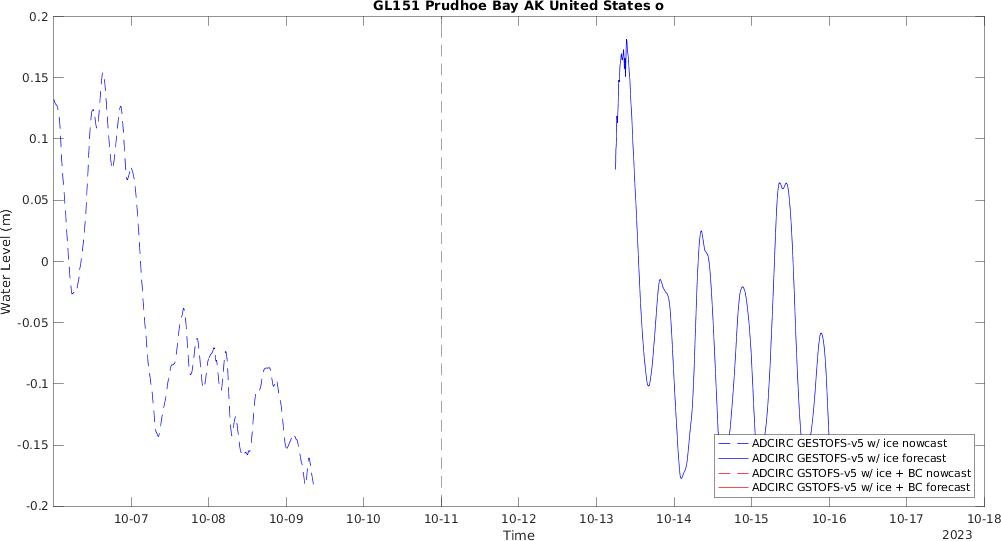 GL151 Prudhoe Bay AK United States o
0.2
0.15
0.1
0.05
0
-0.05
-0.1
-0.15
-0.2
Water Level (m)
ADCIRC GESTOFS-v5 w/ ice nowcast
ADCIRC GESTOFS-v5 w/ ice forecast
ADCIRC GSTOFS-v5 w/ ice + BC nowcast
ADCIRC GSTOFS-v5 w/ ice + BC forecast
10-07 10-08 10-09 10-10 10-11 10-12 10-13 10-14 10-15 10-16 10-17 10-18
Time
2023